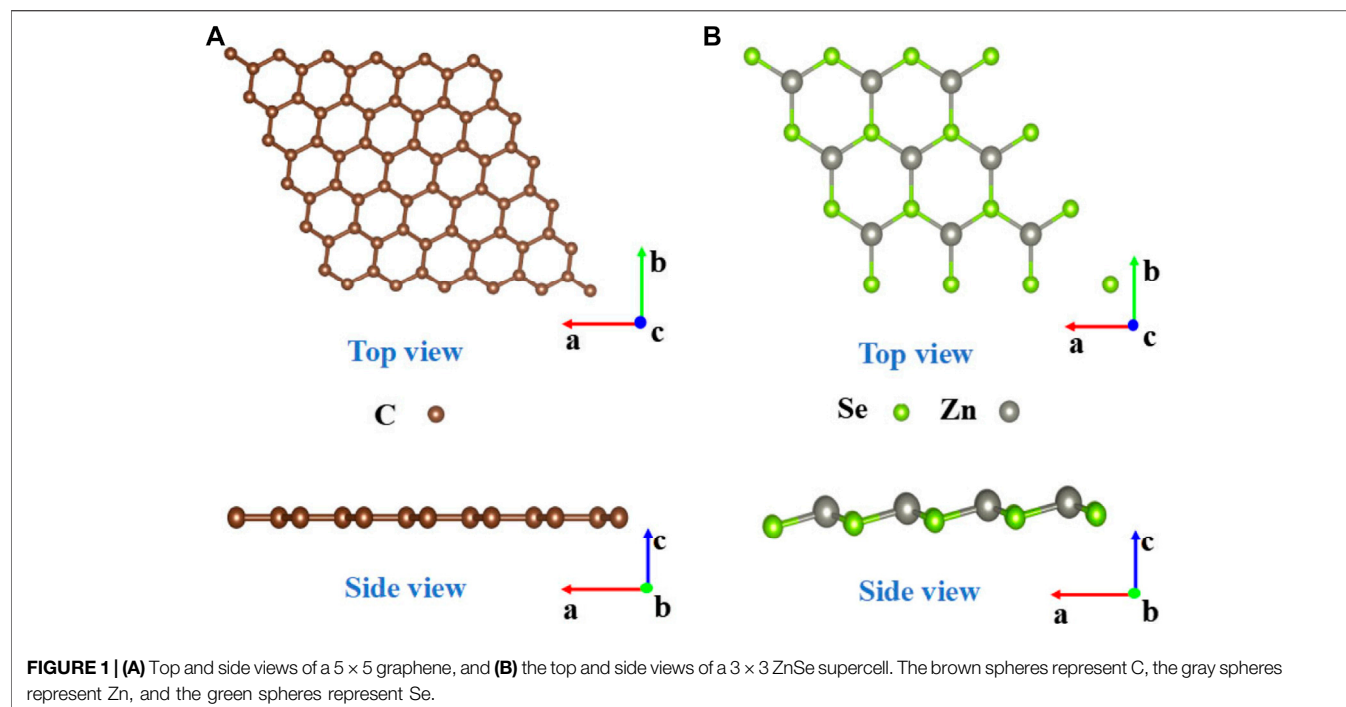 A
B
b
a
c
Top view
b
a
c
Top view
C
Se
Zn
c
a
b
Side view
c
a
b
Side view
FIGURE 1 | (A) Top and side views of a 5 × 5 graphene, and (B) the top and side views of a 3 × 3 ZnSe supercell. The brown spheres represent C, the gray spheres
represent Zn, and the green spheres represent Se.